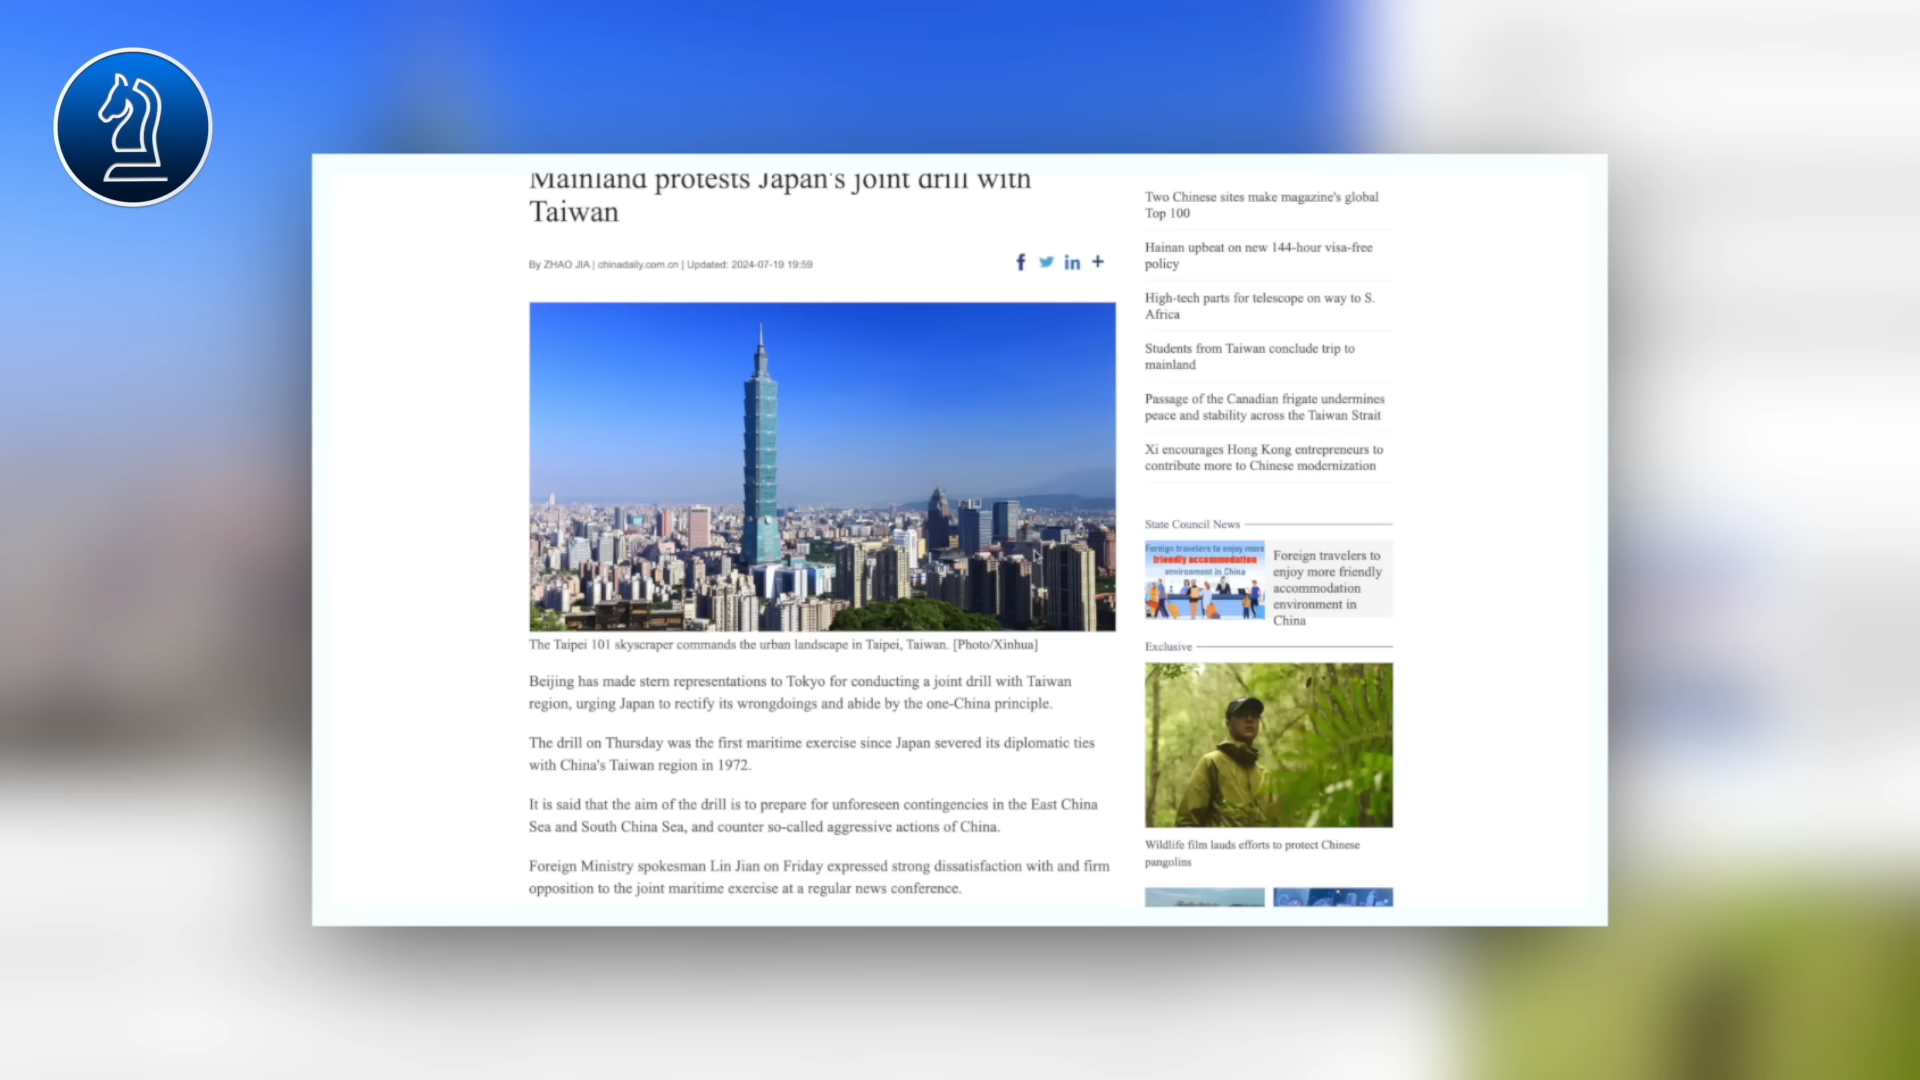 Mainland protests Japan's joint drill with
Taiwan
By ZHAO JIA | chinadaily.com.cn | Updated: 2024-07-19 19:59
The Taipei 101 skyscraper commands the urban landscape in Taipei, Taiwan. [Photo/Xinhua]
Beijing has made stern representations to Tokyo for conducting a joint drill with Taiwan
region, urging Japan to rectify its wrongdoings and abide by the one-China principle.
The drill on Thursday was the first maritime exercise since Japan severed its diplomatic ties
with China's Taiwan region in 1972.
It is said that the aim of the drill is to prepare for unforeseen contingencies in the East China
Sea and South China Sea, and counter so-called aggressive actions of China.
Foreign Ministry spokesman Lin Jian on Friday expressed strong dissatisfaction with and firm
opposition to the joint maritime exercise at a regular news conference.
Two Chinese sites make magazine's global
Top 100
Hainan upbeat on new 144-hour visa-free
policy
High-tech parts for telescope on way to S.
Africa
Students from Taiwan conclude trip to
mainland
Passage of the Canadian frigate undermines
peace and stability across the Taiwan Strait
Xi encourages Hong Kong entrepreneurs to
contribute more to Chinese modernization
State Council News
Foreign travelers to enjoy more
friendly accommodation
environment in China
Foreign travelers to
enjoy more friendly
accommodation
environment in
China
Exclusive
Wildlife film lauds efforts to protect Chinese
pangolins